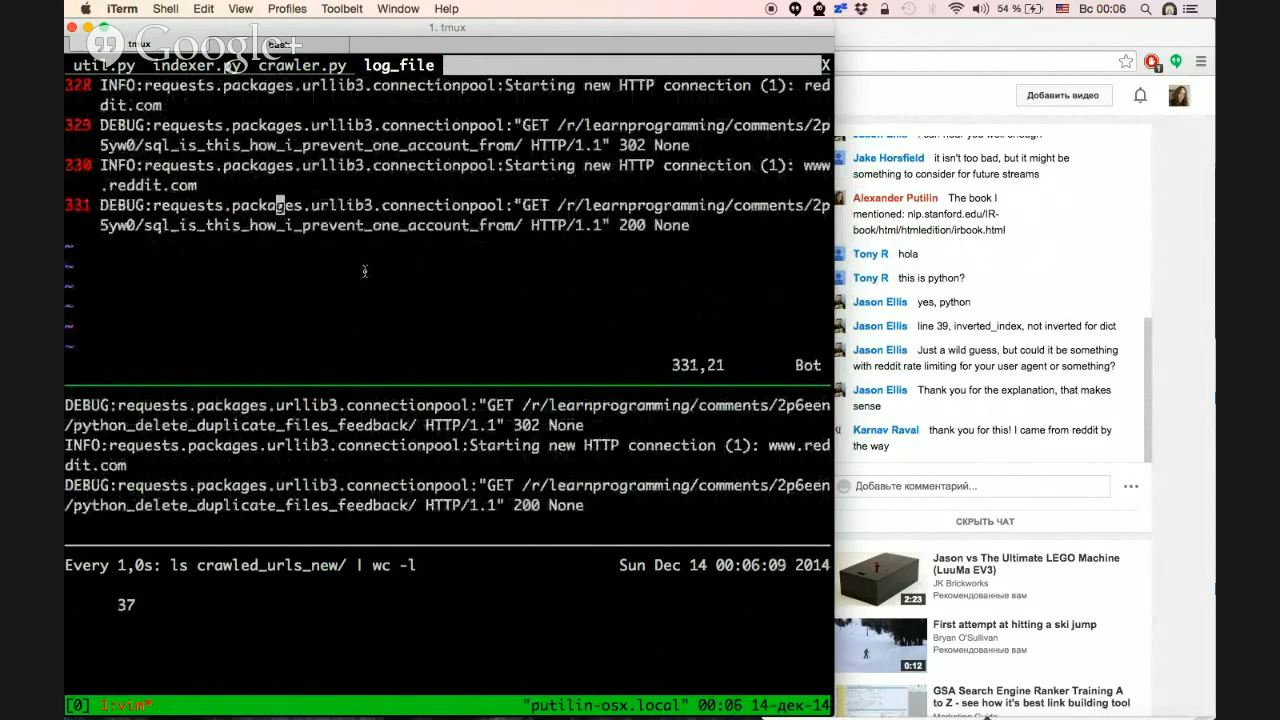 iTerm Shell Edit View Profiles Toolbelt Window Help 54 % Вс 00:06
1. tmux
Google+
tmux
util.py indexer.py crawler.py log_file X
328 INFO:requests.packages.urllib3.connectionpool:Starting new HTTP connection (1): red
dit.com
329 DEBUG:requests.packages.urllib3.connectionpool:"GET /r/learnprogramming/comments/2p
5yw0/sql_is_this_how_i_prevent_one_account_from/ HTTP/1.1" 302 None
330 INFO:requests.packages.urllib3.connectionpool:Starting new HTTP connection (1): www
.reddit.com
331 DEBUG:requests.packages.urllib3.connectionpool:"GET /r/learnprogramming/comments/2p
5yw0/sql_is_this_how_i_prevent_one_account_from/ HTTP/1.1" 200 None
~
~
~
~
~
~
331,21 Bot
DEBUG:requests.packages.urllib3.connectionpool:"GET /r/learnprogramming/comments/2p6een
/python_delete_duplicate_files_feedback/ HTTP/1.1" 302 None
INFO:requests.packages.urllib3.connectionpool:Starting new HTTP connection (1): www.red
dit.com
DEBUG:requests.packages.urllib3.connectionpool:"GET /r/learnprogramming/comments/2p6een
/python_delete_duplicate_files_feedback/ HTTP/1.1" 200 None
Every 1,0s: ls crawled_urls_new/ | wc -l Sun Dec 14 00:06:09 2014
37
[0] 1:vim* "putilin-osx.local" 00:06 14-дек-14
1
Добавить видео
Jake Horsfield it isn't too bad, but it might be
something to consider for future streams
Alexander Putilin The book I
mentioned: nlp.stanford.edu/IR-
book/html/htmledition/irbook.html
Tony R hola
Tony R this is python?
Jason Ellis yes, python
Jason Ellis line 39, inverted_index, not inverted for dict
Jason Ellis Just a wild guess, but could it be something
with reddit rate limiting for your user agent or something?
Jason Ellis Thank you for the explanation, that makes
sense
Karnav Raval thank you for this! I came from reddit by
the way
Добавьте комментарий...
СКРЫТЬ ЧАТ
Jason vs The Ultimate LEGO Machine
(LuuMa EV3)
JK Brickworks
Рекомендованные вам
2:23
First attempt at hitting a ski jump
Bryan O'Sullivan
Рекомендованные вам
0:12
GSA Search Engine Ranker Training A
to Z - see how it's best link building tool